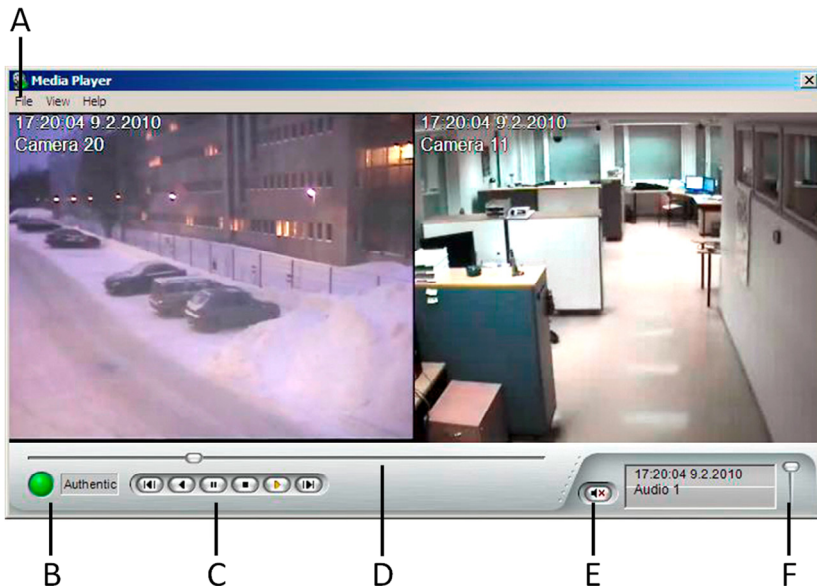 A
Media Player
File View Help
17:20:04 9.2.2010
Camera 20
17:20:04 9.2.2010
Camera 11
Authentic
17:20:04 9.2.2010
Audio 1
B C D E F